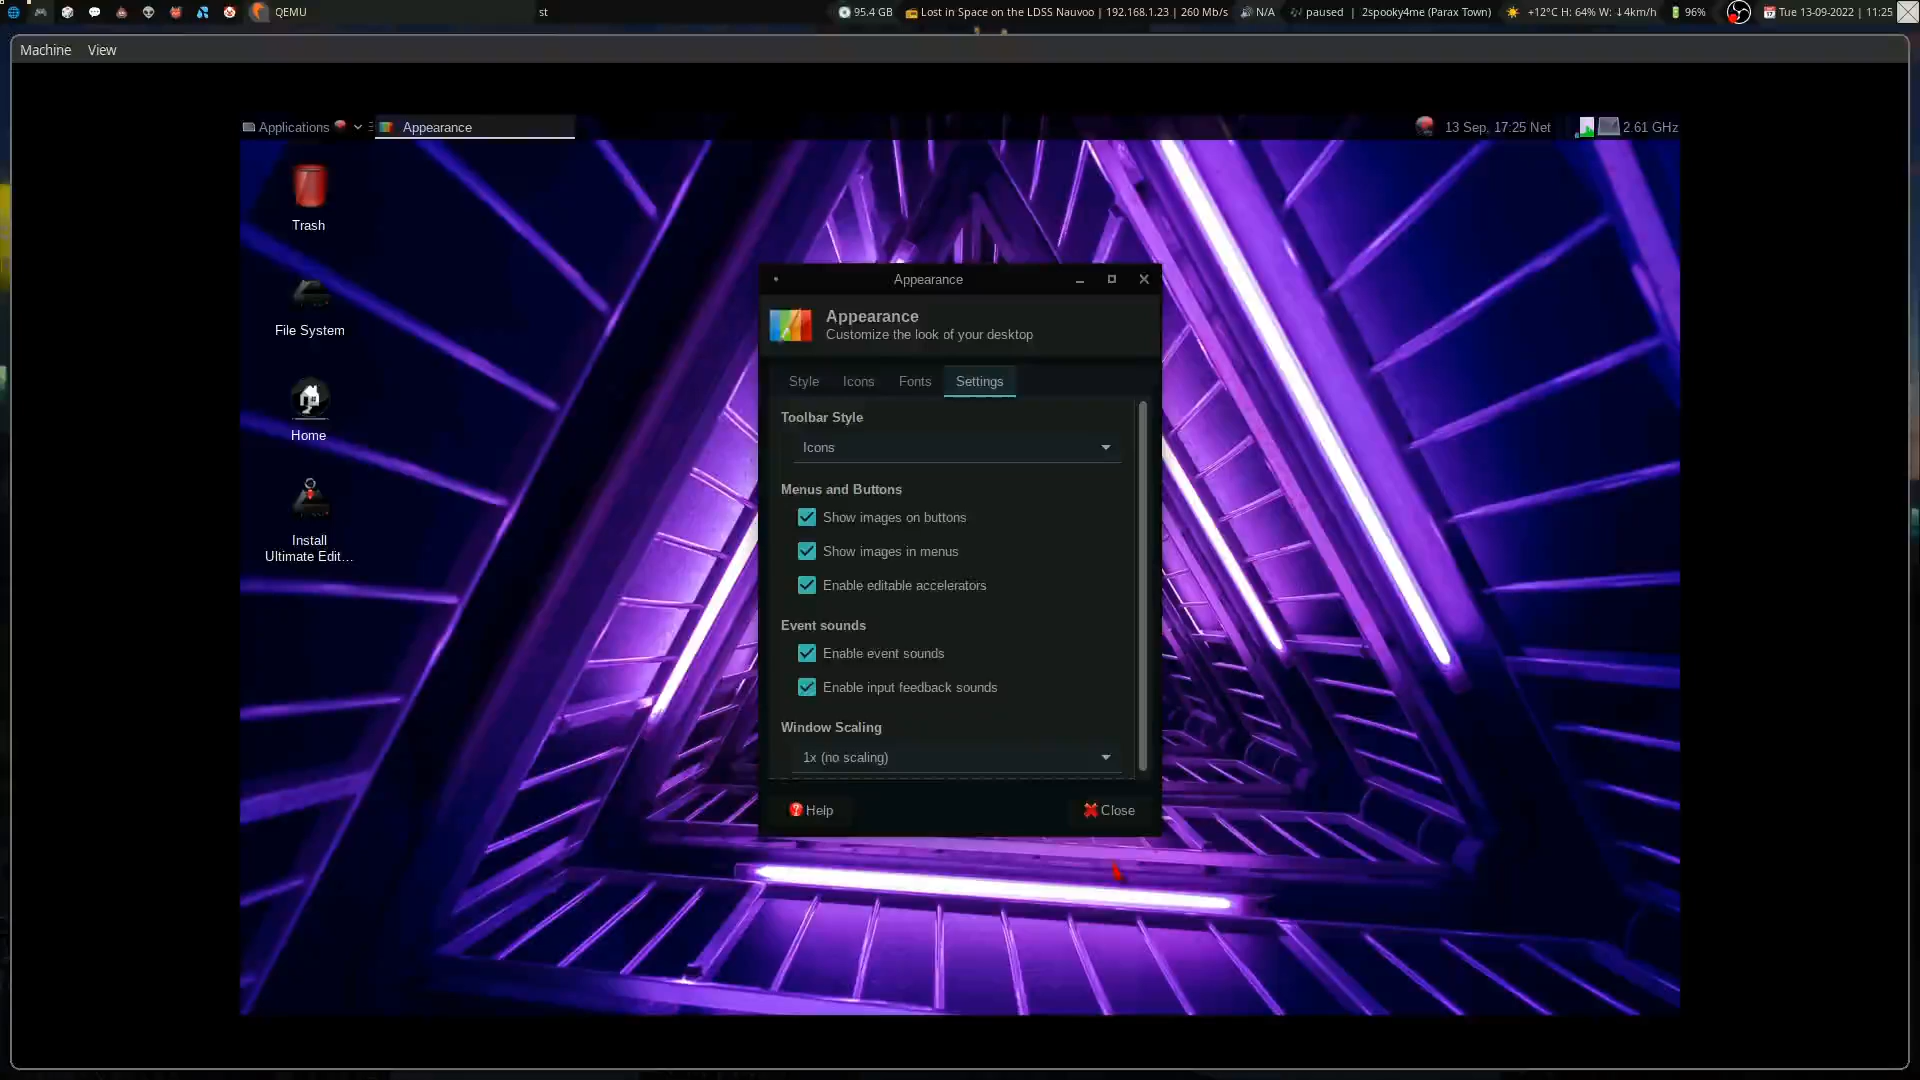 QEMU
st
95.4 GB
Lost in Space on the LDSS Nauvoo | 192.168.1.23 | 260 Mb/s
N/A
paused | 2spooky4me (Parax Town)
+12°C H: 64% W: ↓4km/h
96%
Tue 13-09-2022 | 11:25
Machine View
Applications
Appearance
13 Sep, 17:25 Net
2.61 GHz
Trash
File System
Home
Install
Ultimate Edit...
Appearance
Appearance
Customize the look of your desktop
Style Icons Fonts Settings
Toolbar Style
Icons
Menus and Buttons
Show images on buttons
Show images in menus
Enable editable accelerators
Event sounds
Enable event sounds
Enable input feedback sounds
Window Scaling
1x (no scaling)
Help
Close